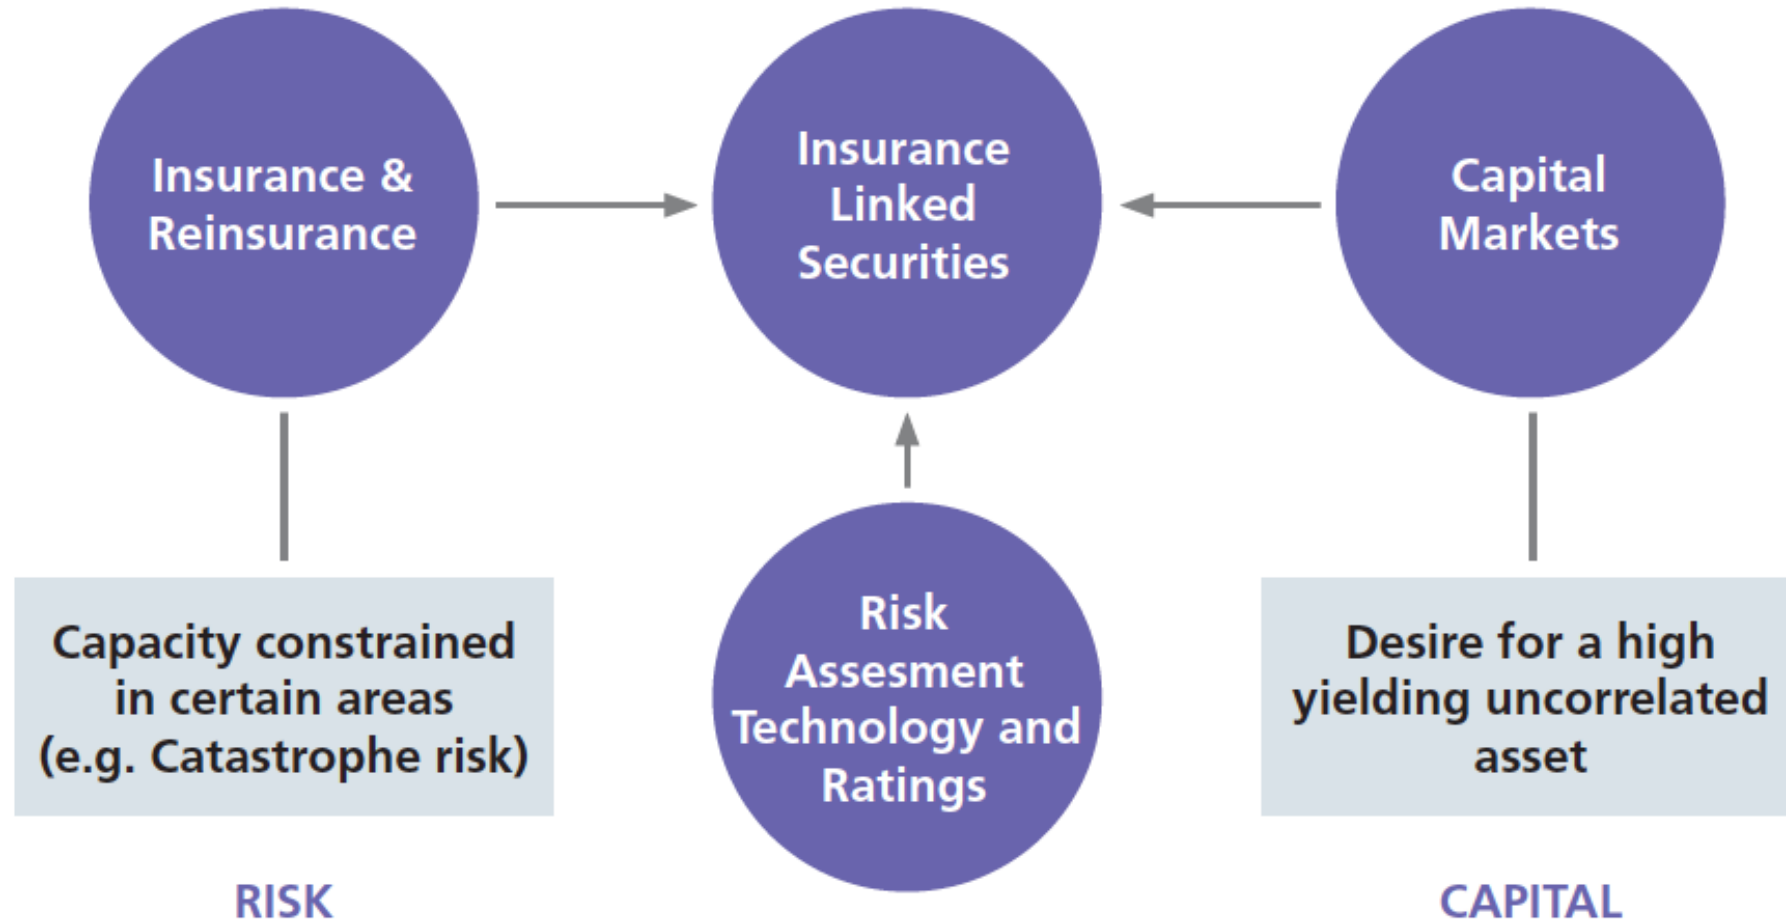 Insurance &
Reinsurance
Insurance
Linked
Securities
Capital
Markets
Capacity constrained
in certain areas
(e.g. Catastrophe risk)
Risk
Assesment
Technology and
Ratings
Desire for a high
yielding uncorrelated
asset
RISK
CAPITAL